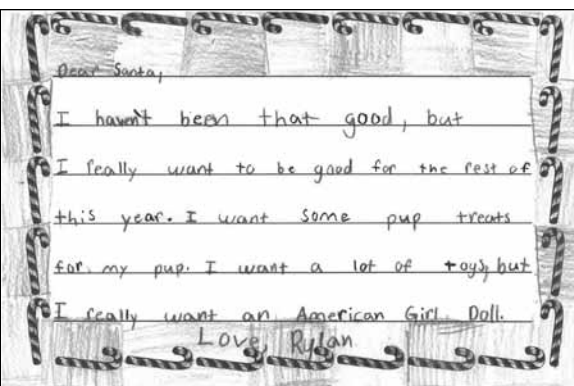 Dear Santa,
I haven't been that good, but
I really want to be good for the rest of
this year. I want some pup treats
for my pup. I want a lot of toys, but
I really want an American Girl Doll.
Love, Rylan